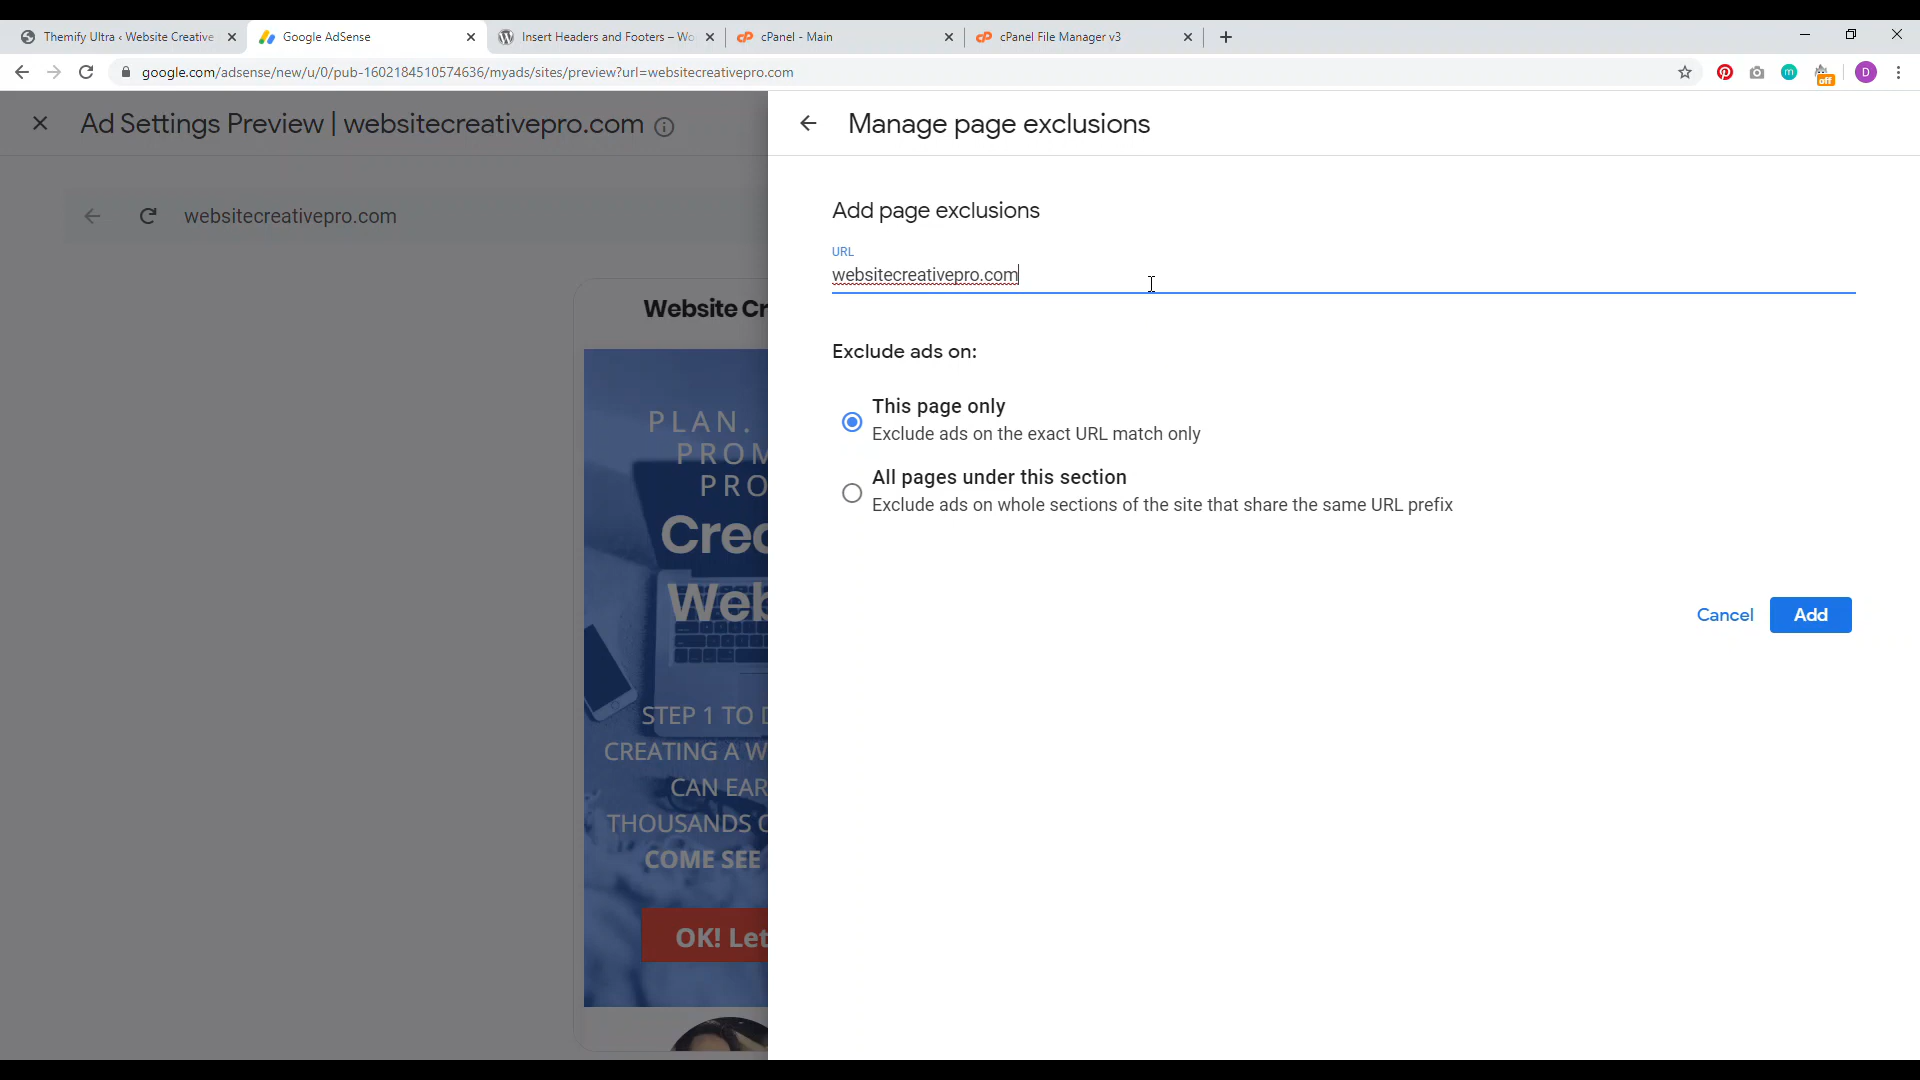 Themify Ultra ‹ Website Creative
Google AdSense
Insert Headers and Footers – Wo
cPanel - Main
cPanel File Manager v3
google.com/adsense/new/u/0/pub-1602184510574636/myads/sites/preview?url=websitecreativepro.com
m
off
D
Ad Settings Preview | websitecreativepro.com
websitecreativepro.com
Website Cr
PLAN.
PROM
PRO
Crea
Web
STEP 1 TO D
CREATING A W
CAN EAR
THOUSANDS O
COME SEE
OK! Let
Manage page exclusions
Add page exclusions
URL
websitecreativepro.com
Exclude ads on:
This page only
Exclude ads on the exact URL match only
All pages under this section
Exclude ads on whole sections of the site that share the same URL prefix
Cancel
Add